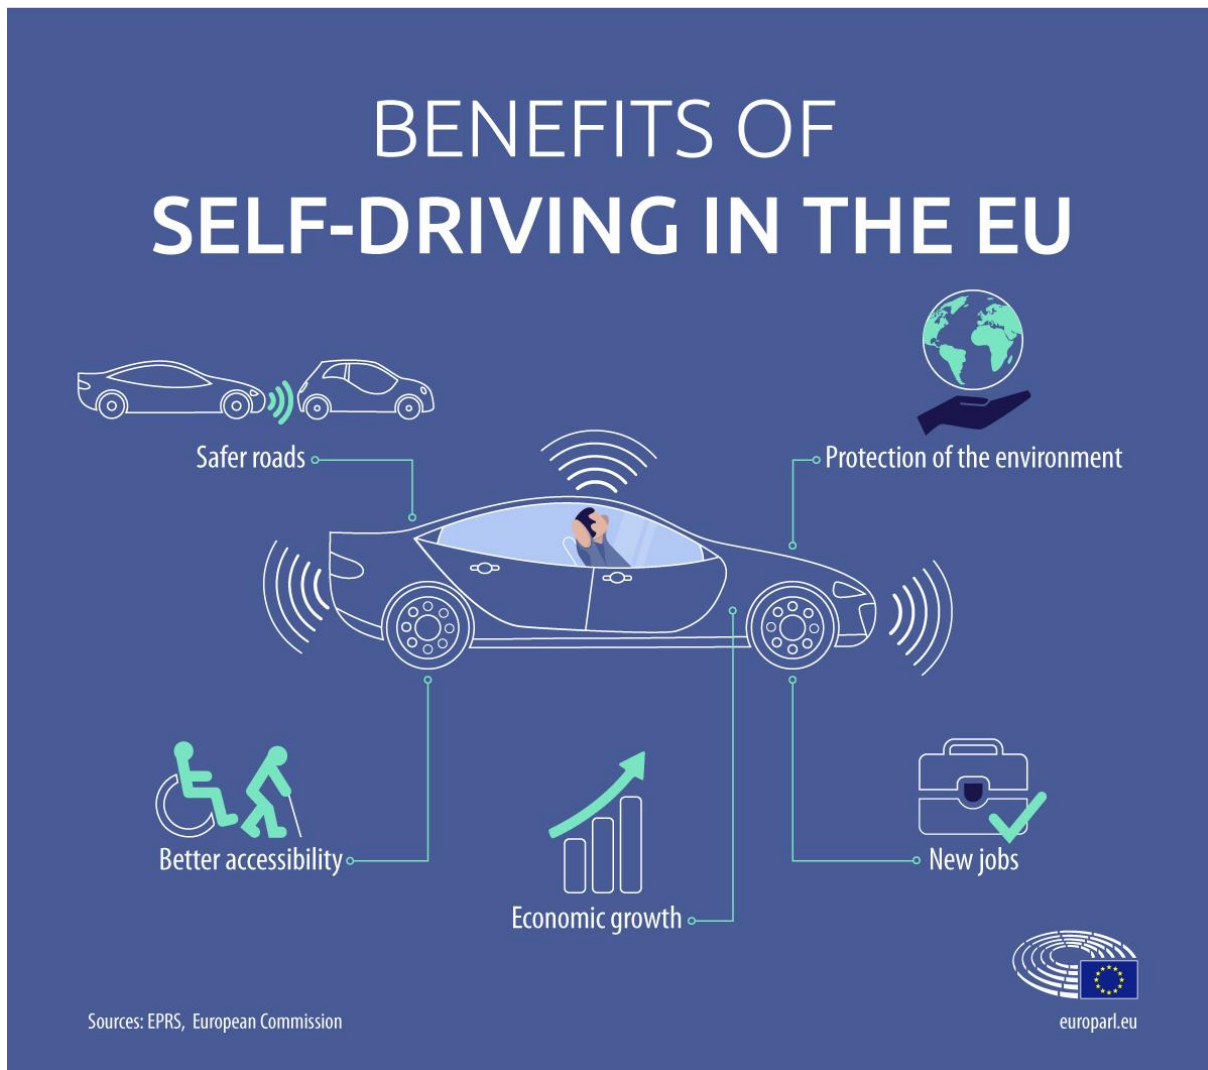 BENEFITS OF
SELF-DRIVING IN THE EU
Safer roads
Protection of the environment
Better accessibility
Economic growth
New jobs
Sources: EPRS, European Commission
europarl.eu